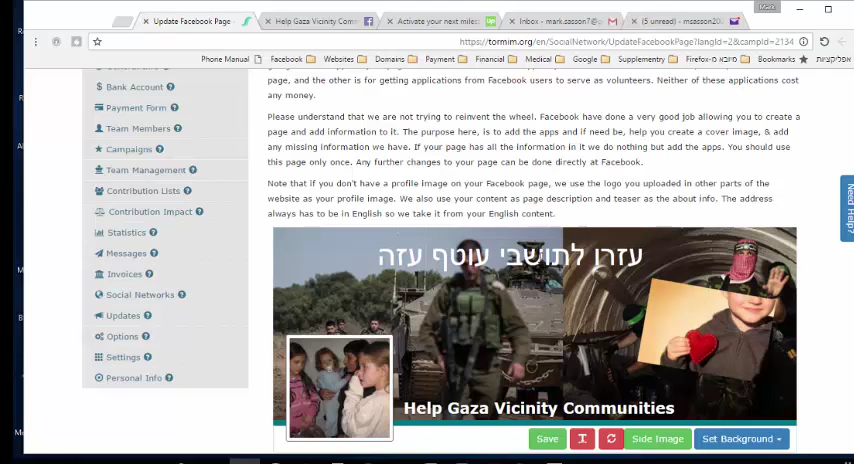 Mark
Update Facebook Page -
Help Gaza Vicinity Comm
Activate your next miles
Inbox - mark.sasson7@g
(5 unread) - msasson200
https://tormim.org/en/SocialNetwork/UpdateFacebookPage?langId=2&campId=2134
Phone Manual Facebook Websites Domains Payment Financial Medical Google Supplementry מיובא מ-Firefox Bookmarks אפליקציות
Bank Account
Payment Form
Team Members
Campaigns
Team Management
Contribution Lists
Contribution Impact
Statistics
Messages
Invoices
Social Networks
Updates
Options
Settings
Personal Info
page, and the other is for getting applications from Facebook users to serve as volunteers. Neither of these applications cost
any money.
Please understand that we are not trying to reinvent the wheel. Facebook have done a very good job allowing you to create a
page and add information to it. The purpose here, is to add the apps and if need be, help you create a cover image, & add
any missing information we have. If your page has all the information in it we do nothing but add the apps. You should use
this page only once. Any further changes to your page can be done directly at Facebook.
Note that if you don't have a profile image on your Facebook page, we use the logo you uploaded in other parts of the
website as your profile image. We also use your content as page description and teaser as the about info. The address
always has to be in English so we take it from your English content.
עזרו לתושבי עוטף עזה
Help Gaza Vicinity Communities
Save
Side Image
Set Background
Need Help?